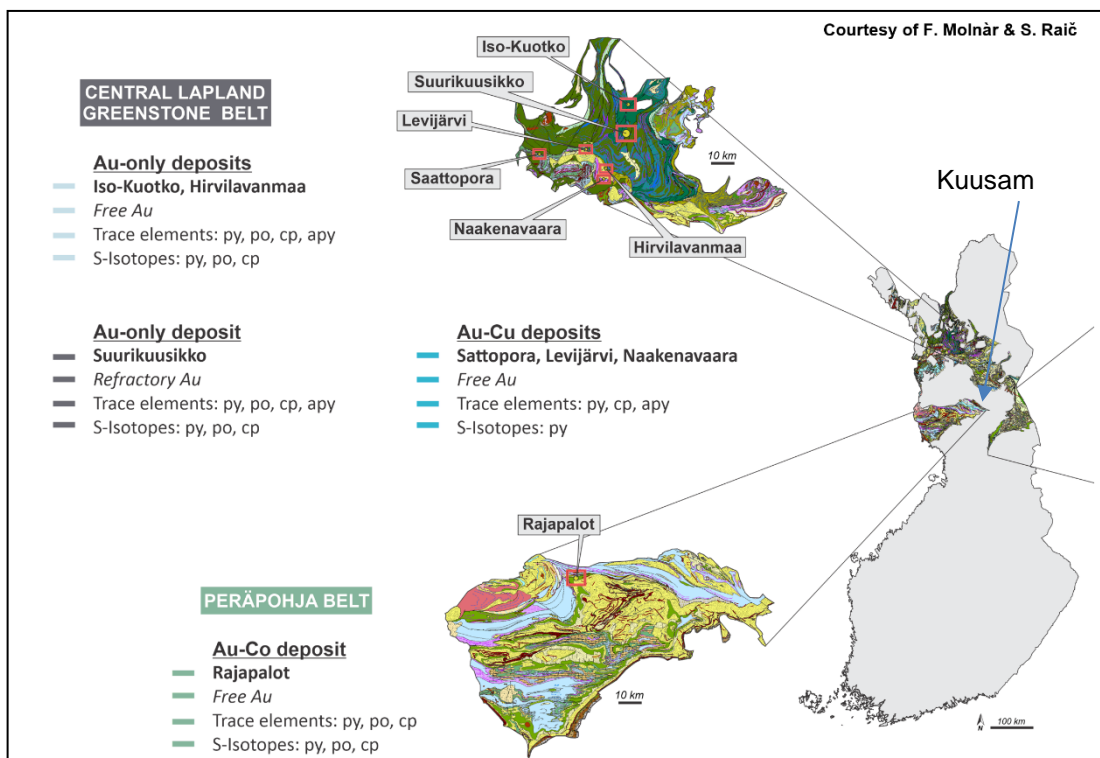 Courtesy of F. Molnàr & S. Raič
CENTRAL LAPLAND
GREENSTONE BELT
Au-only deposits
Iso-Kuotko, Hirvilavanmaa
Free Au
Trace elements: py, po, cp, apy
S-Isotopes: py, po, cp
Iso-Kuotko
Suurikuusikko
Levijärvi
Saattopora
Naakenavaara
Hirvilavanmaa
10 km
Kuusam
Au-only deposit
Suurikuusikko
Refractory Au
Trace elements: py, po, cp, apy
S-Isotopes: py, po, cp
Au-Cu deposits
Sattopora, Levijärvi, Naakenavaara
Free Au
Trace elements: py, cp, apy
S-Isotopes: py
Rajapalot
PERÄPOHJA BELT
Au-Co deposit
Rajapalot
Free Au
Trace elements: py, po, cp
S-Isotopes: py, po, cp
10 km
N
100 km